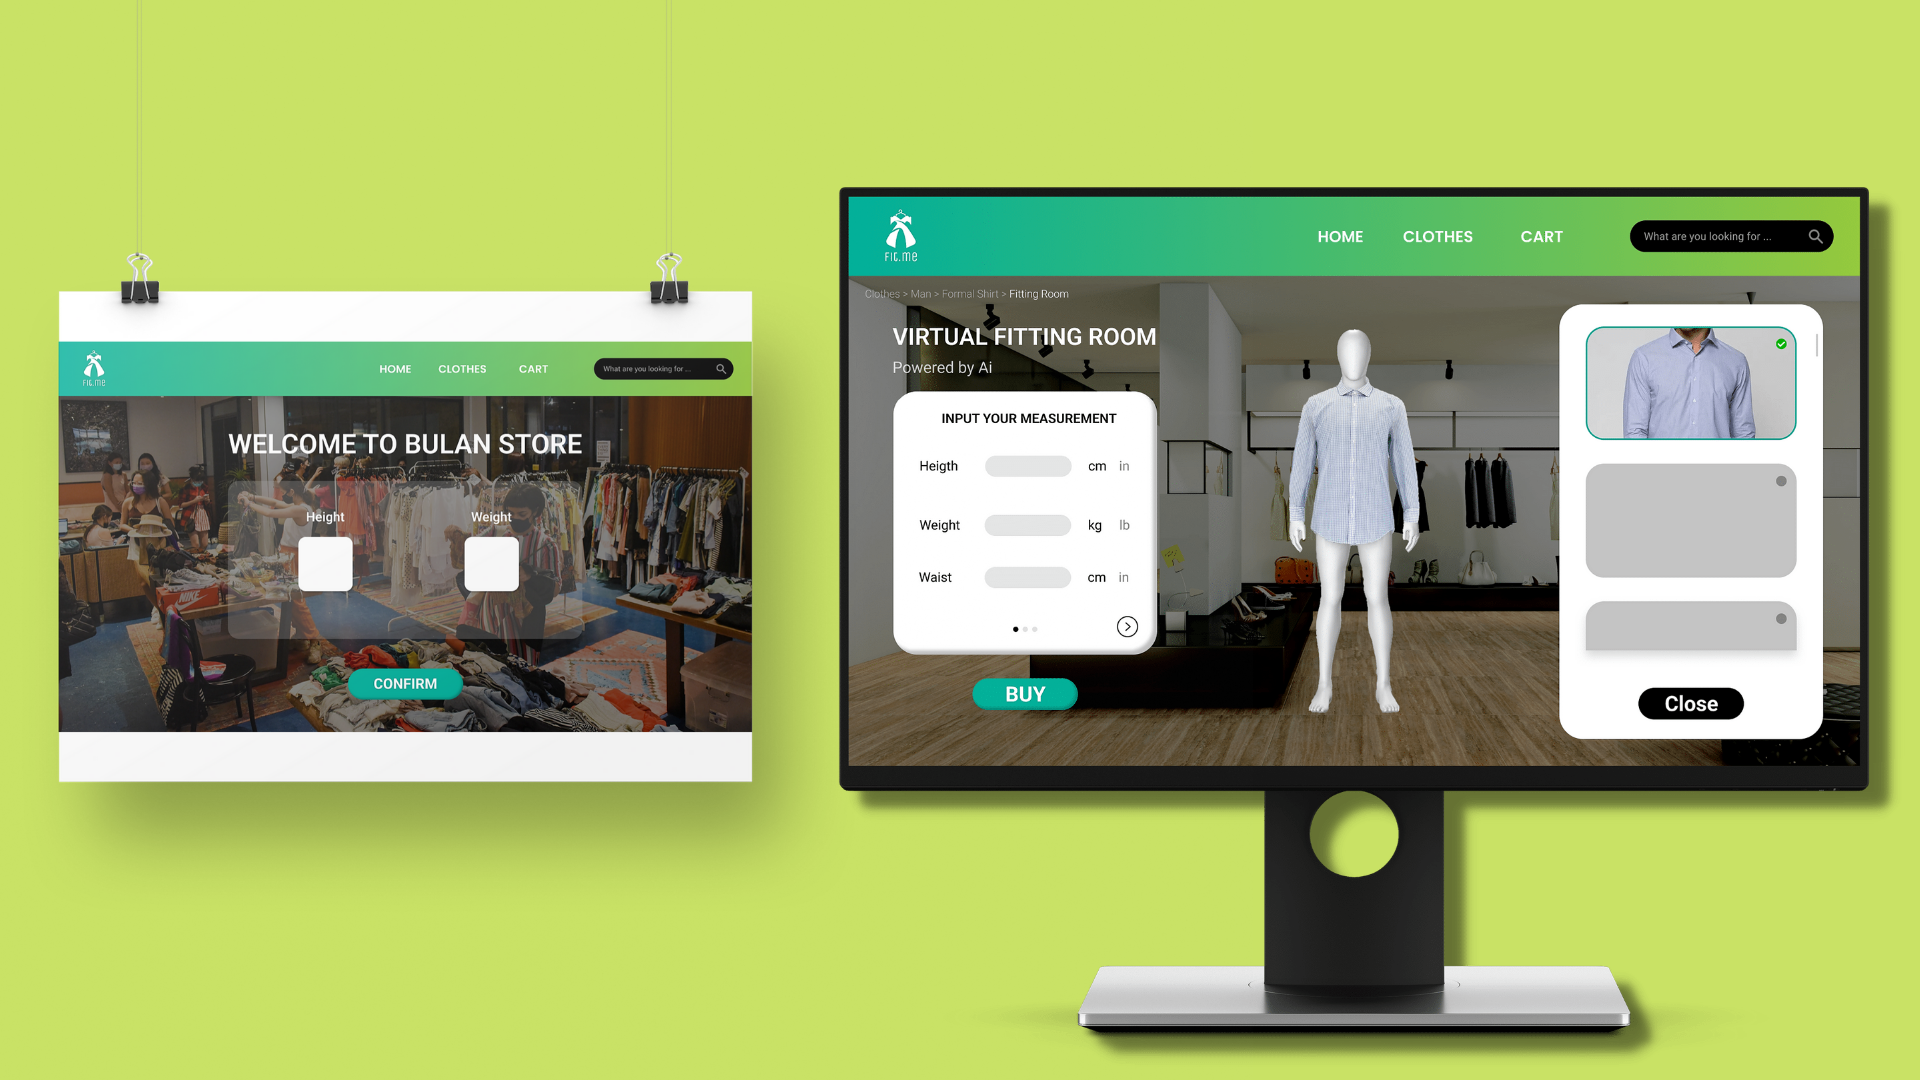 FIT.ME
HOME
CLOTHES
CART
What are you looking for ...
WELCOME TO BULAN STORE
Height
Weight
NIKE
CONFIRM
FIT.ME
HOME
CLOTHES
CART
What are you looking for ...
Clothes > Man > Formal Shirt > Fitting Room
VIRTUAL FITTING ROOM
Powered by Ai
INPUT YOUR MEASUREMENT
Heigth cm in
Weight kg lb
Waist cm in
BUY
Close